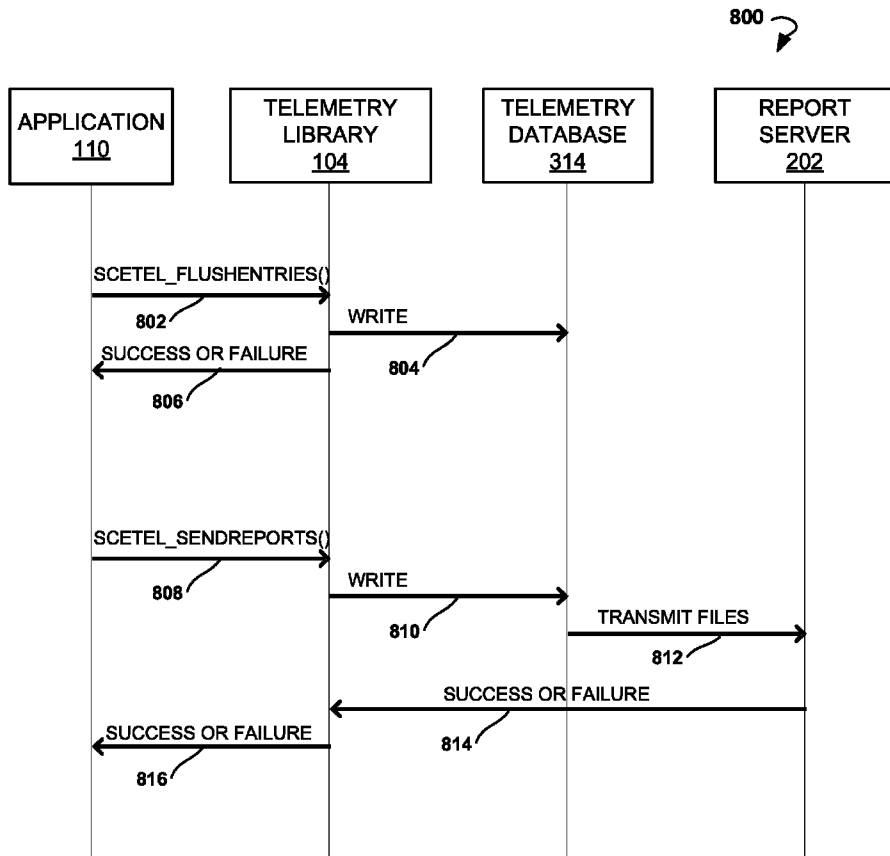 800
APPLICATION
110
TELEMETRY
LIBRARY
104
TELEMETRY
DATABASE
314
REPORT
SERVER
202
SCETEL_FLUSHENTRIES()
802
WRITE
804
SUCCESS OR FAILURE
806
SCETEL_SENDREPORTS()
808
WRITE
810
TRANSMIT FILES
812
SUCCESS OR FAILURE
814
SUCCESS OR FAILURE
816